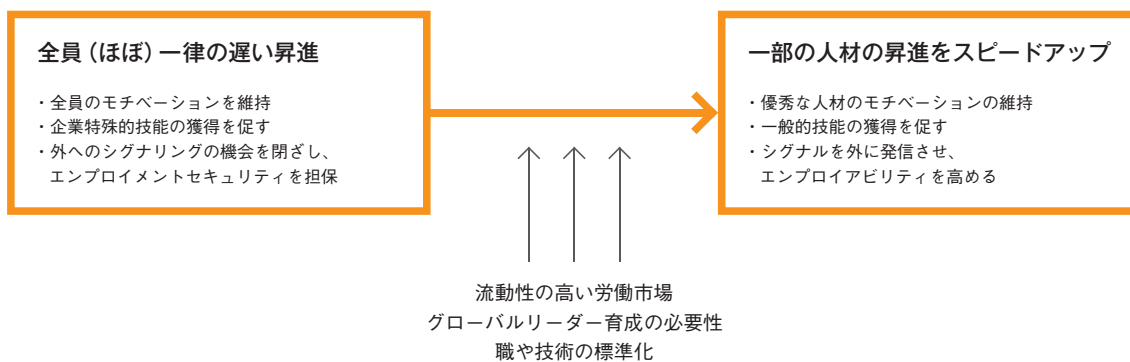 全員（ほぼ）一律の遅い昇進
・全員のモチベーションを維持
・企業特殊的技能の獲得を促す
・外へのシグナリングの機会を閉ざし、
エンプロイメントセキュリティを担保
一部の人材の昇進をスピードアップ
・優秀な人材のモチベーションの維持
・一般的技能の獲得を促す
・シグナルを外に発信させ、
エンプロイアビリティを高める
流動性の高い労働市場
グローバルリーダー育成の必要性
職や技術の標準化